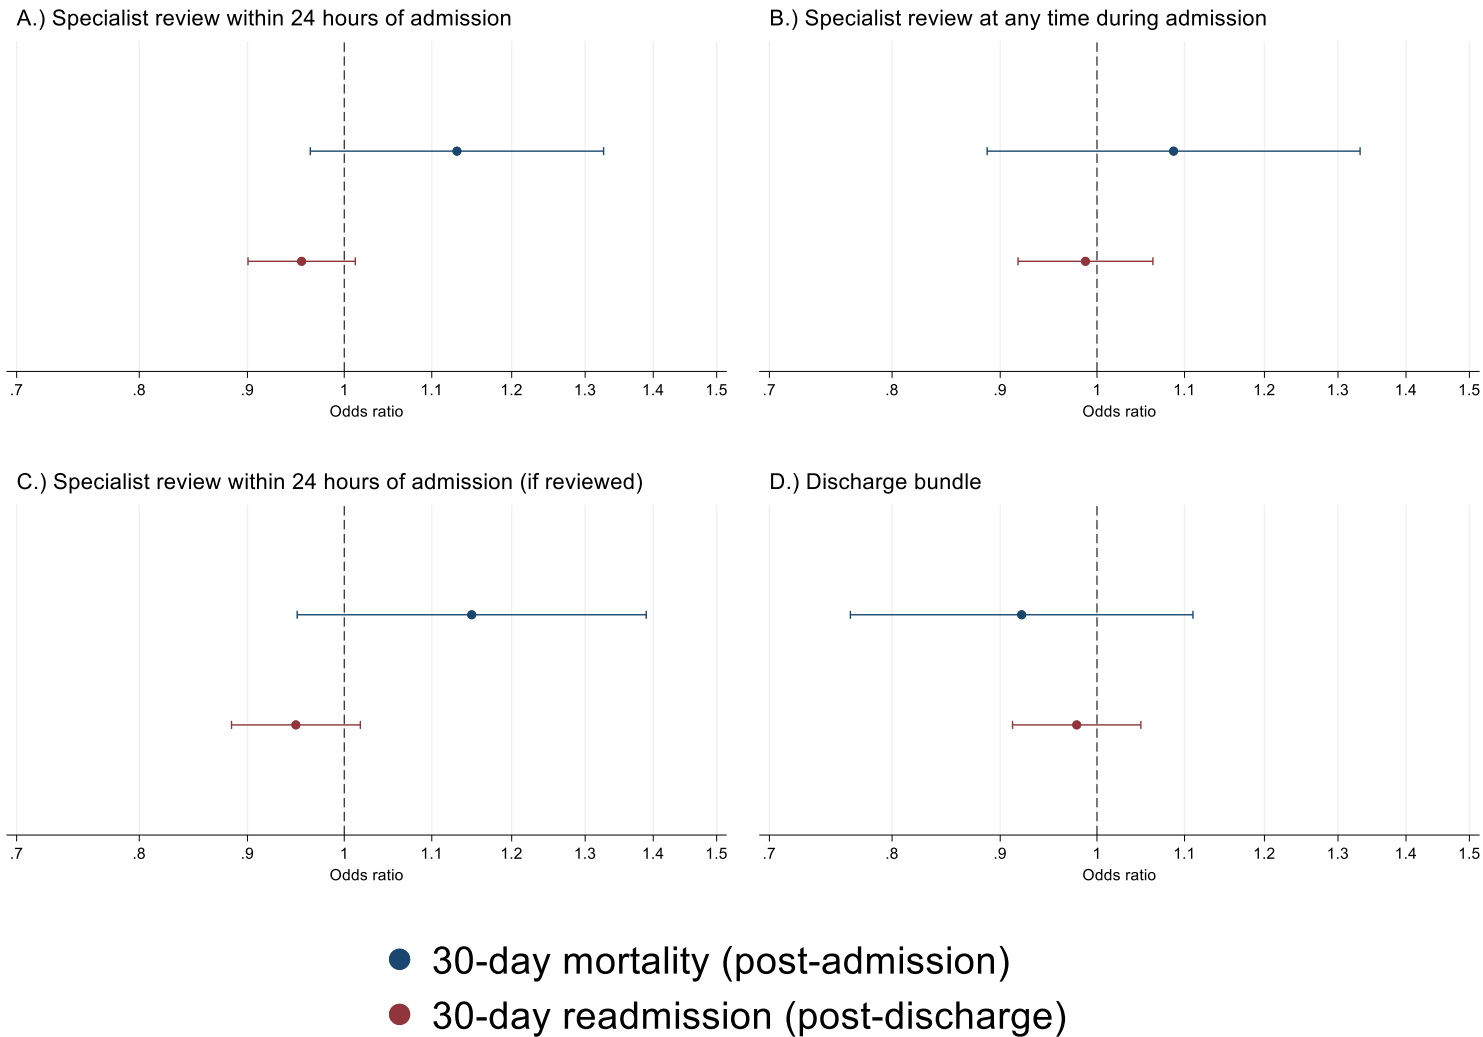 A.) Specialist review within 24 hours of admission
.7 .8 .9 1 1.1 1.2 1.3 1.4 1.5
Odds ratio
B.) Specialist review at any time during admission
.7 .8 .9 1 1.1 1.2 1.3 1.4 1.5
Odds ratio
C.) Specialist review within 24 hours of admission (if reviewed)
.7 .8 .9 1 1.1 1.2 1.3 1.4 1.5
Odds ratio
D.) Discharge bundle
.7 .8 .9 1 1.1 1.2 1.3 1.4 1.5
Odds ratio
30-day mortality (post-admission)
30-day readmission (post-discharge)